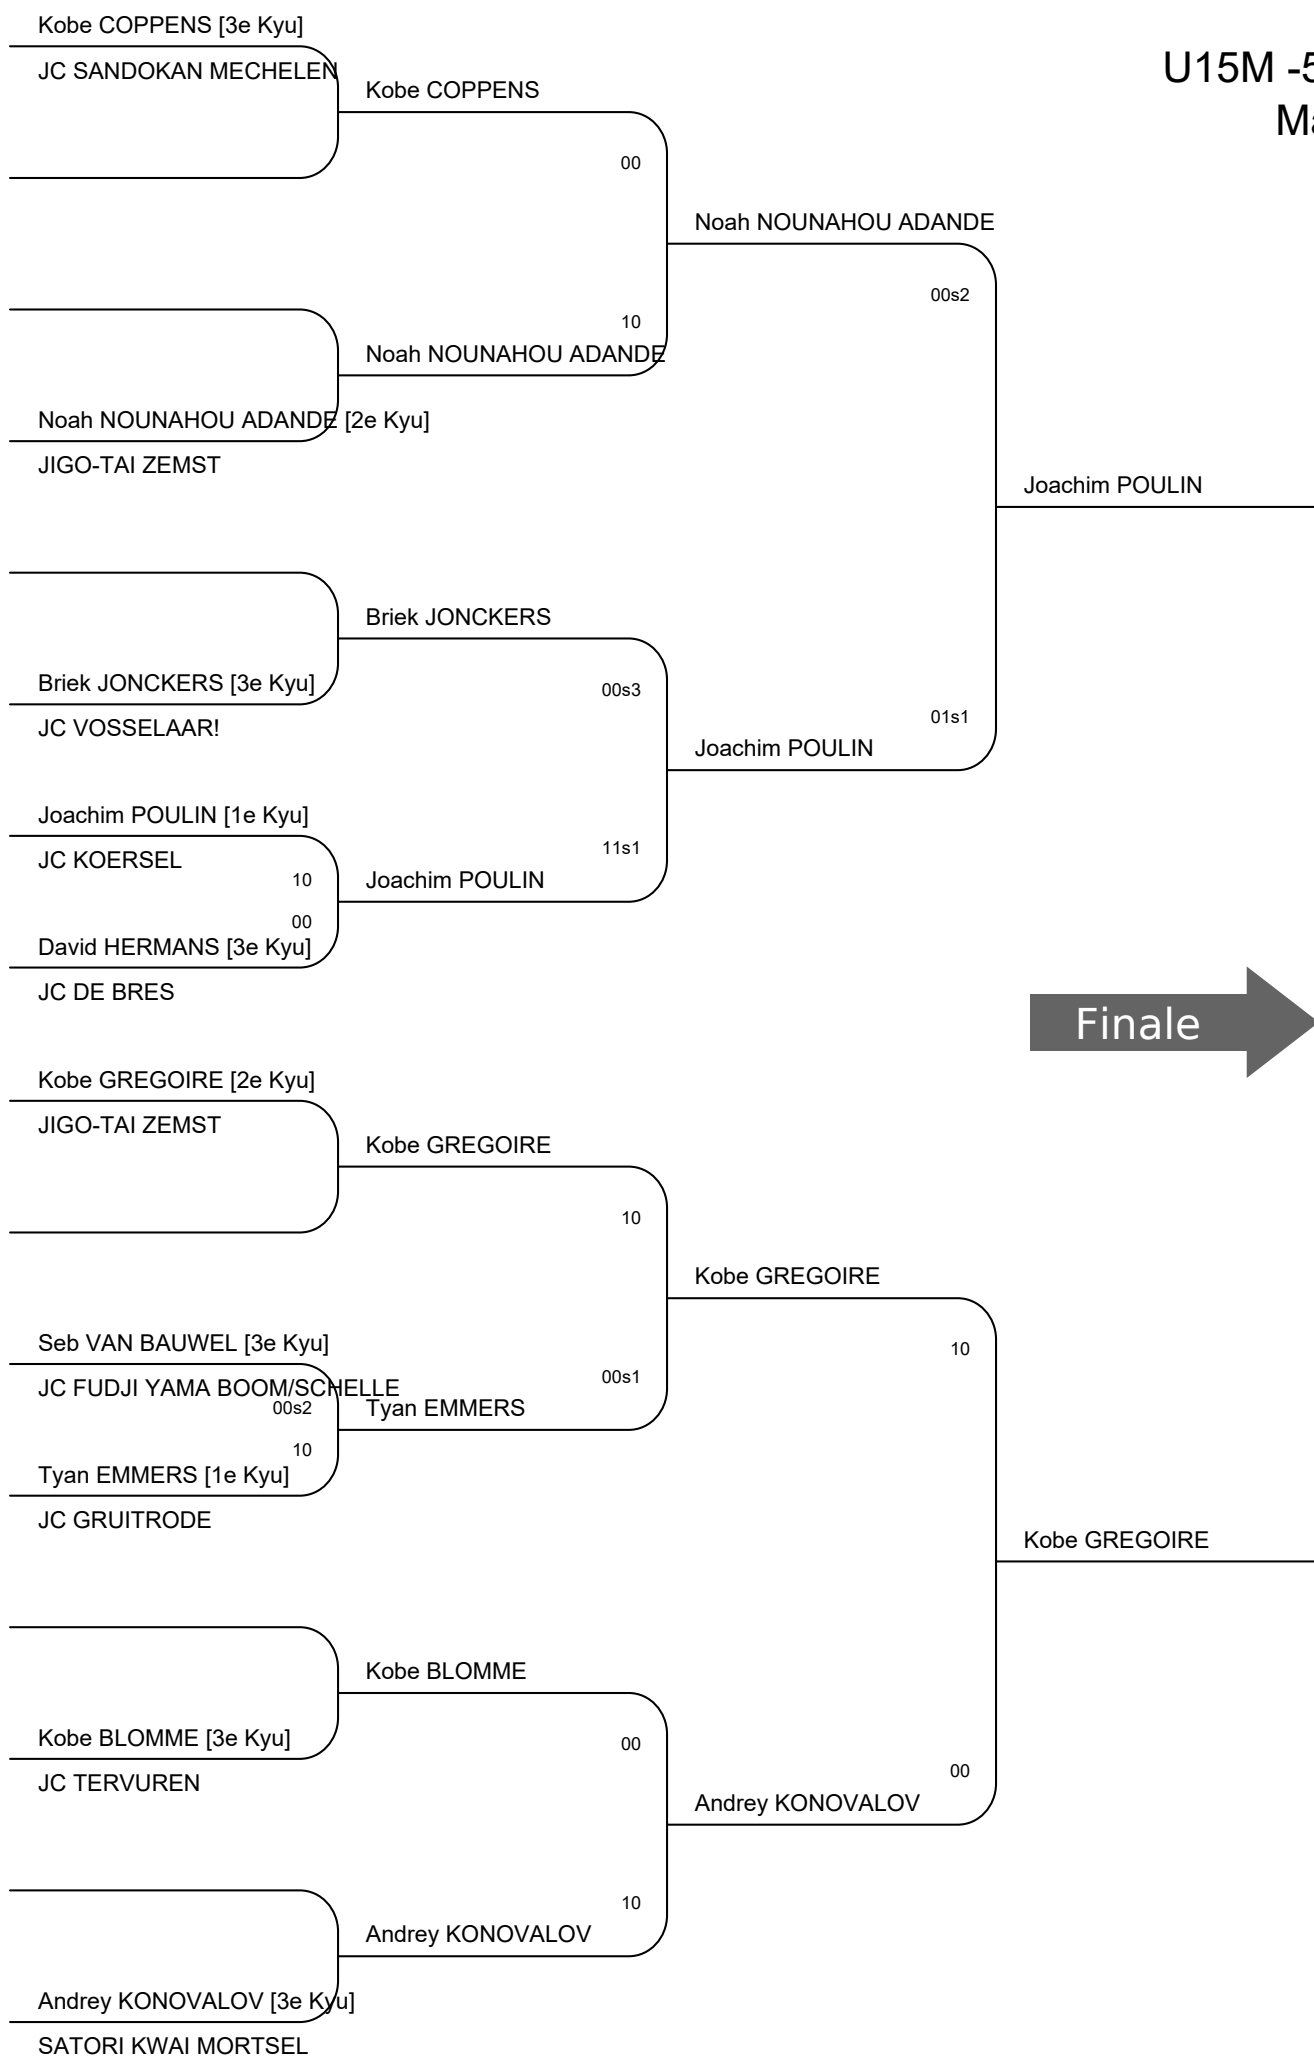 Kobe COPPENS [3e Kyu]
JC SANDOKAN MECHELEN
U15M -5
Ma
Kobe COPPENS
00
Noah NOUNAHOU ADANDE
00s2
10
Noah NOUNAHOU ADANDE
Noah NOUNAHOU ADANDE [2e Kyu]
JIGO-TAI ZEMST
Joachim POULIN
Briek JONCKERS
Briek JONCKERS [3e Kyu]
00s3
JC VOSSELAAR!
01s1
Joachim POULIN
Joachim POULIN [1e Kyu]
JC KOERSEL
11s1
10
Joachim POULIN
00
David HERMANS [3e Kyu]
JC DE BRES
Finale
Kobe GREGOIRE [2e Kyu]
JIGO-TAI ZEMST
Kobe GREGOIRE
10
Kobe GREGOIRE
Seb VAN BAUWEL [3e Kyu]
10
JC FUDJI YAMA BOOM/SCHELLE
00s1
00s2
Tyan EMMERS
10
Tyan EMMERS [1e Kyu]
JC GRUITRODE
Kobe GREGOIRE
Kobe BLOMME
Kobe BLOMME [3e Kyu]
00
JC TERVUREN
00
Andrey KONOVALOV
10
Andrey KONOVALOV
Andrey KONOVALOV [3e Kyu]
SATORI KWAI MORTSEL